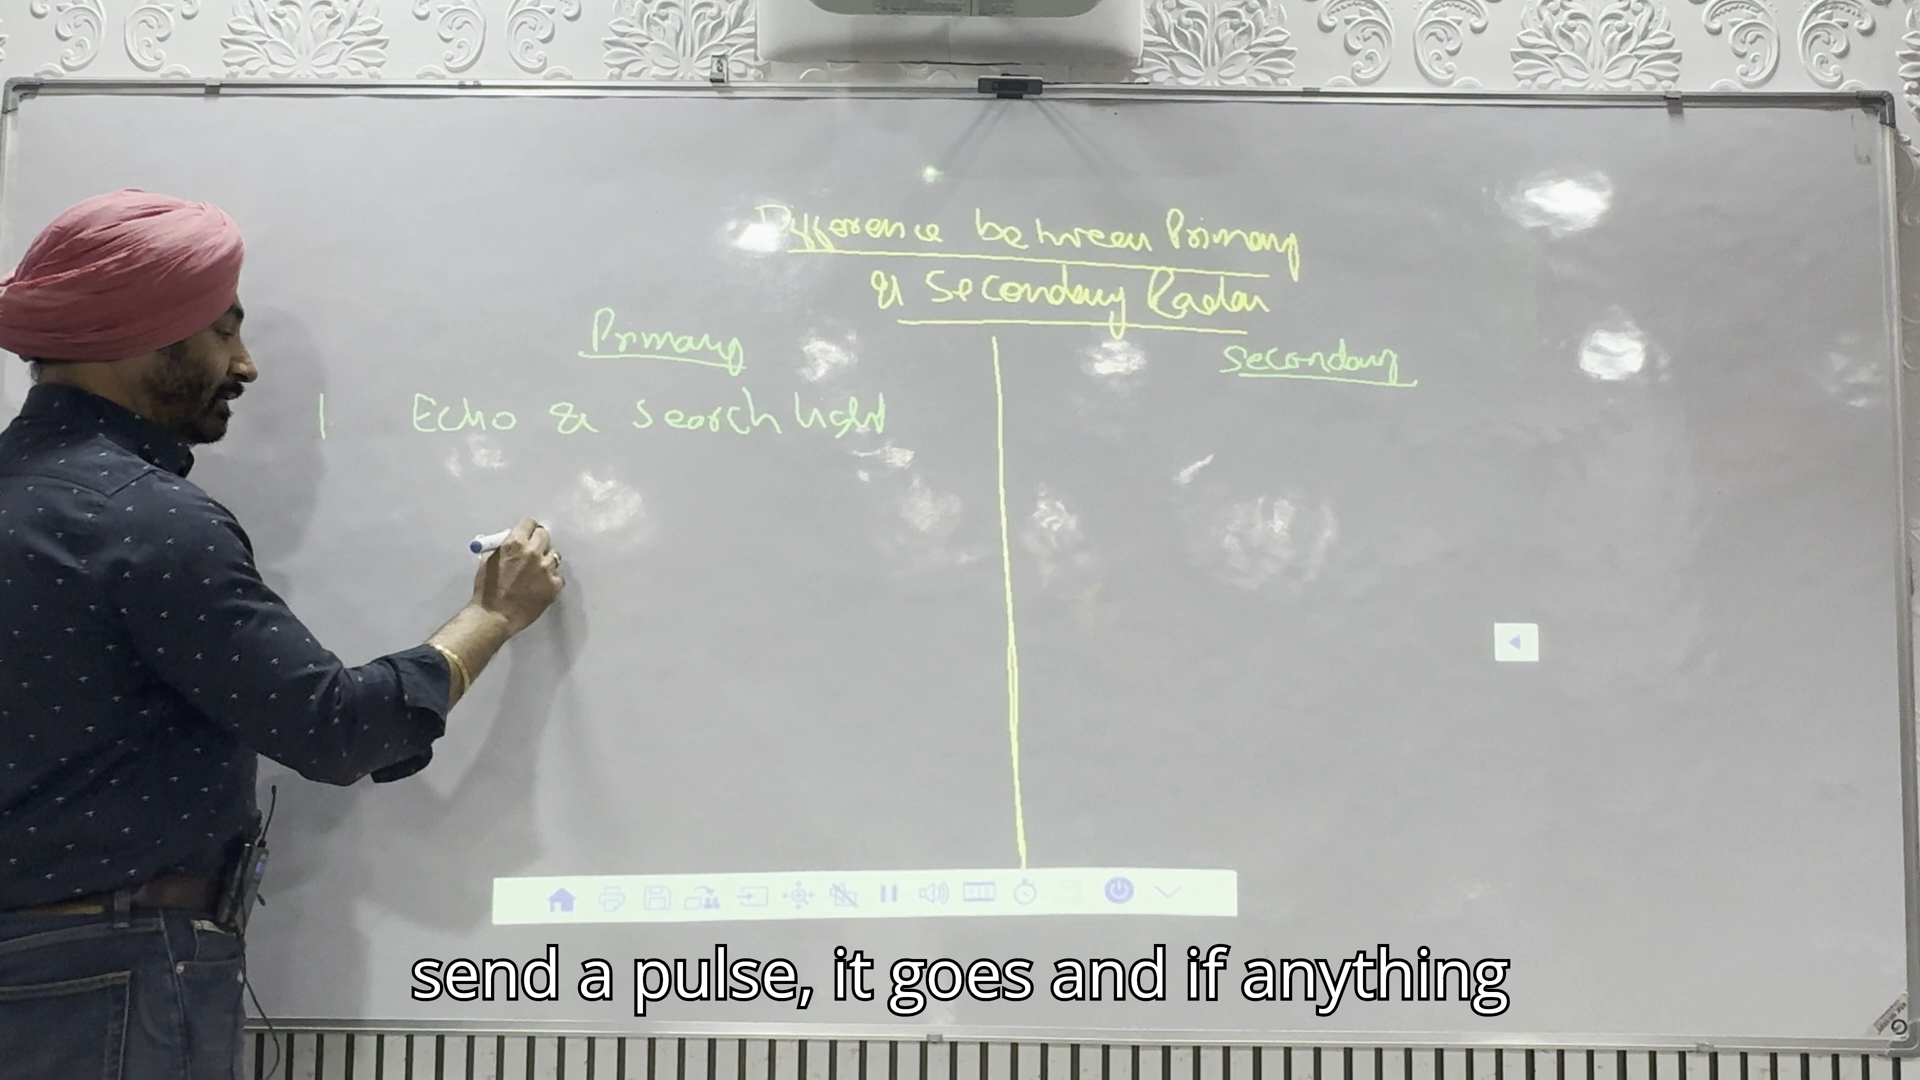 Difference between Primary
& Secondary Radar
Primary
Secondary
1. Echo & Search light
send a pulse, it goes and if anything